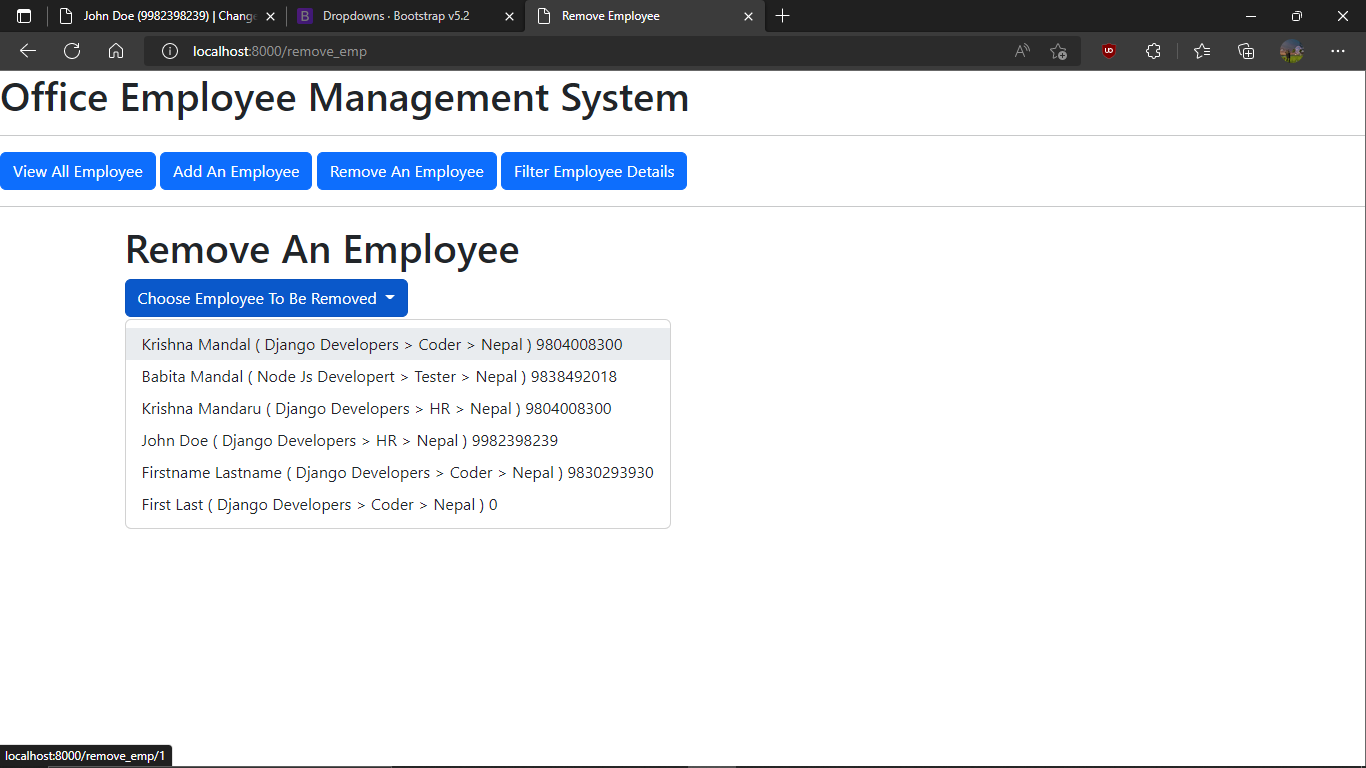 John Doe (9982398239) | Change
Dropdowns · Bootstrap v5.2
Remove Employee
localhost:8000/remove_emp
Office Employee Management System
View All Employee Add An Employee Remove An Employee Filter Employee Details
Remove An Employee
Choose Employee To Be Removed
Krishna Mandal ( Django Developers > Coder > Nepal ) 9804008300
Babita Mandal ( Node Js Developert > Tester > Nepal ) 9838492018
Krishna Mandaru ( Django Developers > HR > Nepal ) 9804008300
John Doe ( Django Developers > HR > Nepal ) 9982398239
Firstname Lastname ( Django Developers > Coder > Nepal ) 9830293930
First Last ( Django Developers > Coder > Nepal ) 0
localhost:8000/remove_emp/1